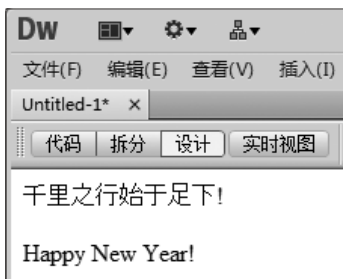 Dw
文件(F) 编辑(E) 查看(V) 插入(I)
Untitled-1* ×
代码 拆分 设计 实时视图
千里之行始于足下!
Happy New Year!